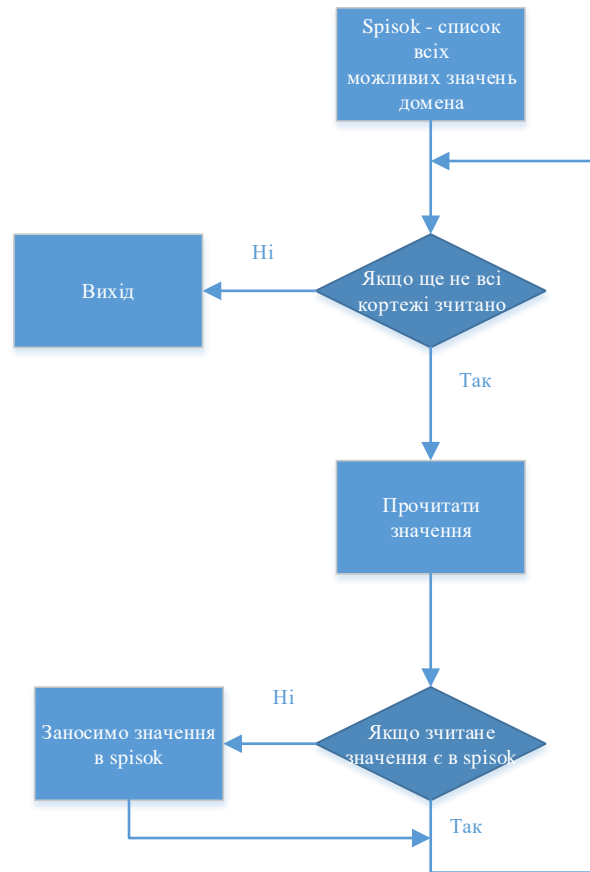 Spisok - список
всіх
можливих значень
домена
Ні
Якщо ще не всі
кортежі зчитано
Вихід
Так
Прочитати
значення
Ні
Заносимо значення
в spisok
Якщо зчитане
значення є в spisok
Так